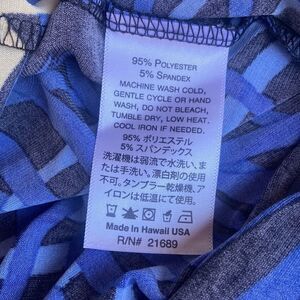 95% POLYESTER
5% SPANDEX
MACHINE WASH COLD,
GENTLE CYCLE OR HAND
WASH, DO NOT BLEACH,
TUMBLE DRY, LOW HEAT.
COOL IRON IF NEEDED.
95% ポリエステル
5% スパンデックス
洗濯機は弱流で水洗い、ま
たは手洗い。漂白剤の使用
不可。タンブラー乾燥機、ア
イロンは低温にて使用。
Made In Hawaii USA
R/N# 21689